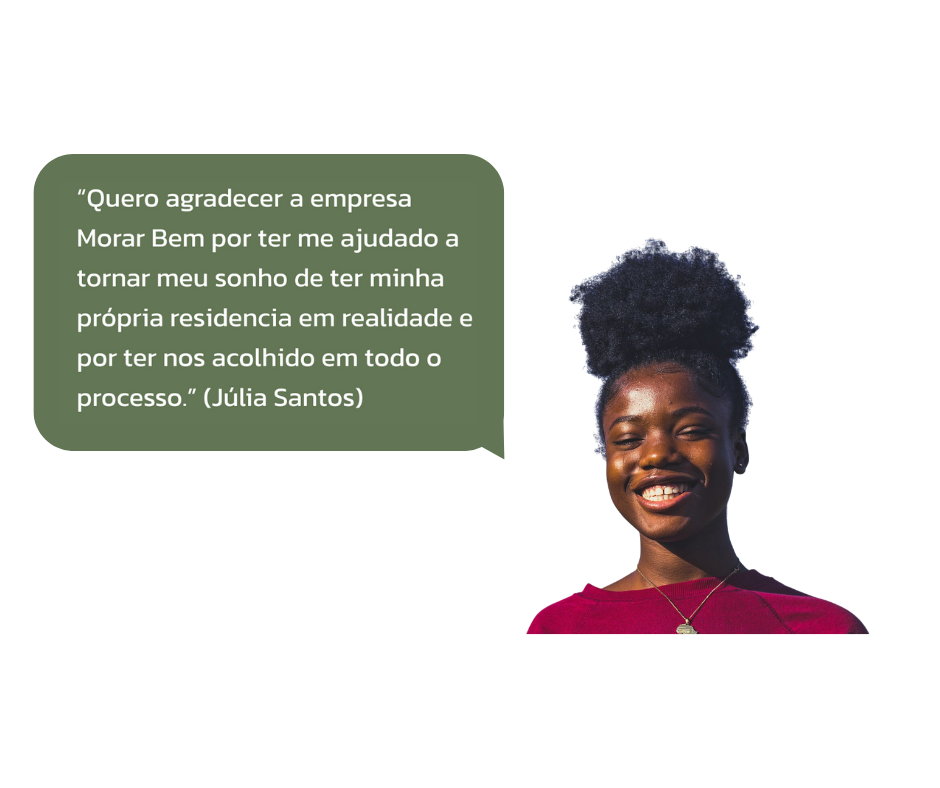 “Quero agradecer a empresa
Morar Bem por ter me ajudado a
tornar meu sonho de ter minha
própria residencia em realidade e
por ter nos acolhido em todo o
processo.” (Júlia Santos)